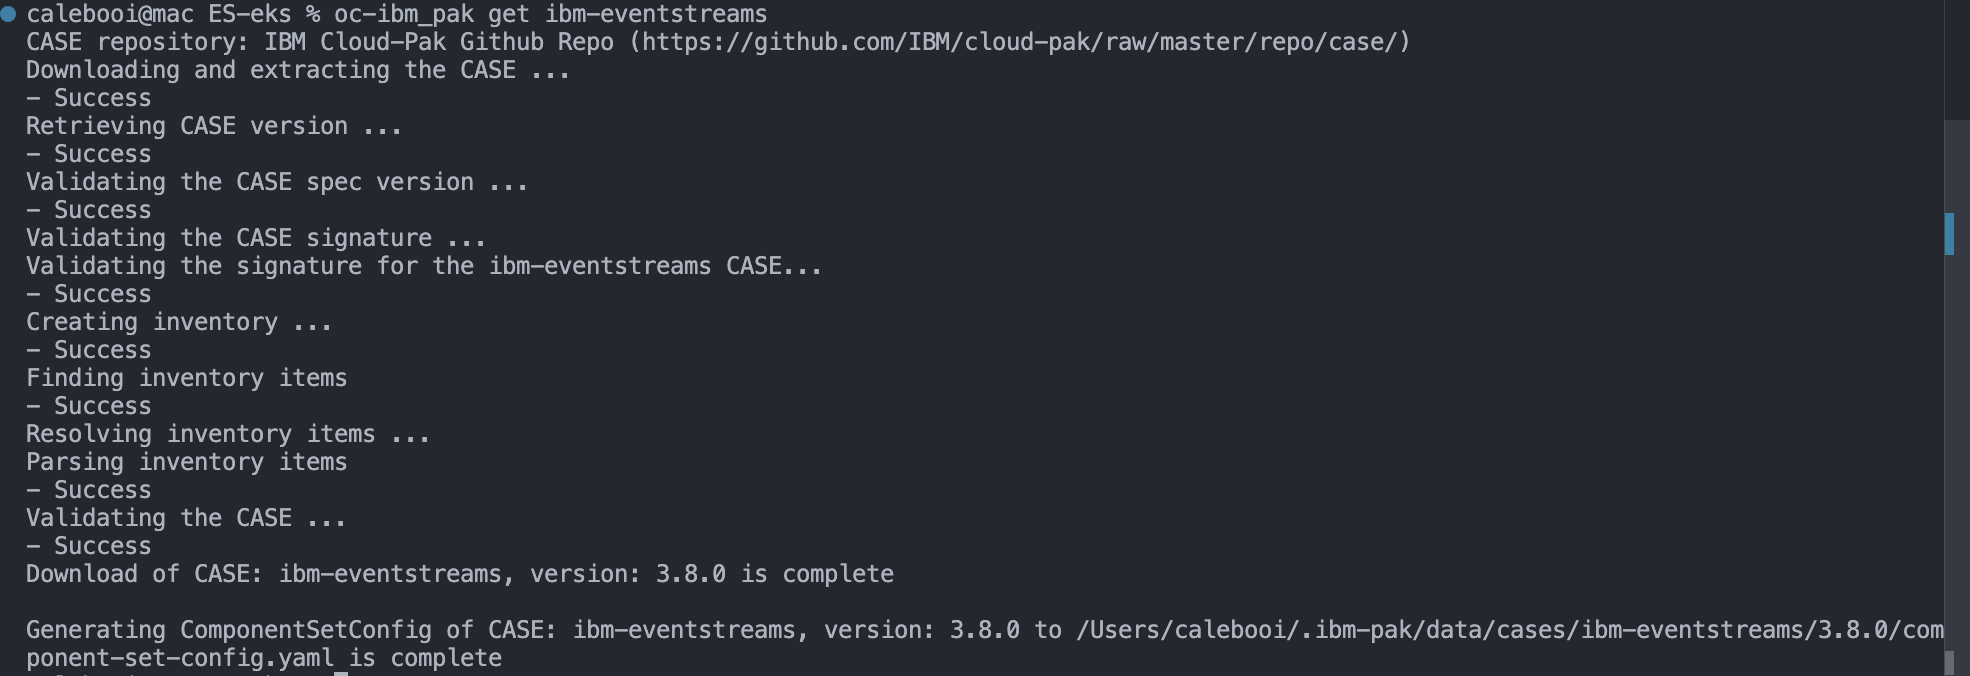 calebooi@mac ES-eks % oc-ibm_pak get ibm-eventstreams
CASE repository: IBM Cloud-Pak Github Repo (https://github.com/IBM/cloud-pak/raw/master/repo/case/)
Downloading and extracting the CASE ...
- Success
Retrieving CASE version ...
- Success
Validating the CASE spec version ...
- Success
Validating the CASE signature ...
Validating the signature for the ibm-eventstreams CASE...
- Success
Creating inventory ...
- Success
Finding inventory items
- Success
Resolving inventory items ...
Parsing inventory items
- Success
Validating the CASE ...
- Success
Download of CASE: ibm-eventstreams, version: 3.8.0 is complete
Generating ComponentSetConfig of CASE: ibm-eventstreams, version: 3.8.0 to /Users/calebooi/.ibm-pak/data/cases/ibm-eventstreams/3.8.0/com
ponent-set-config.yaml is complete